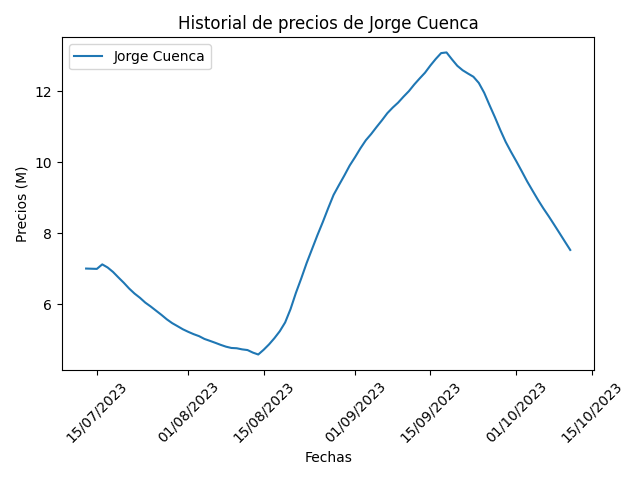 Historial de precios de Jorge Cuenca
Jorge Cuenca
Precios (M)
12
10
8
6
15/07/2023
01/08/2023
15/08/2023
01/09/2023
15/09/2023
01/10/2023
15/10/2023
Fechas